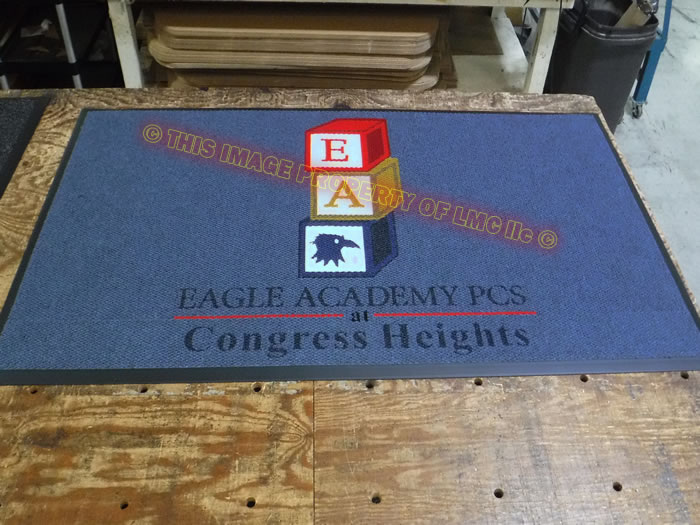 E
© THIS IMAGE PROPERTY OF LMC llc ©
A
EAGLE ACADEMY PCS
at
Congress Heights